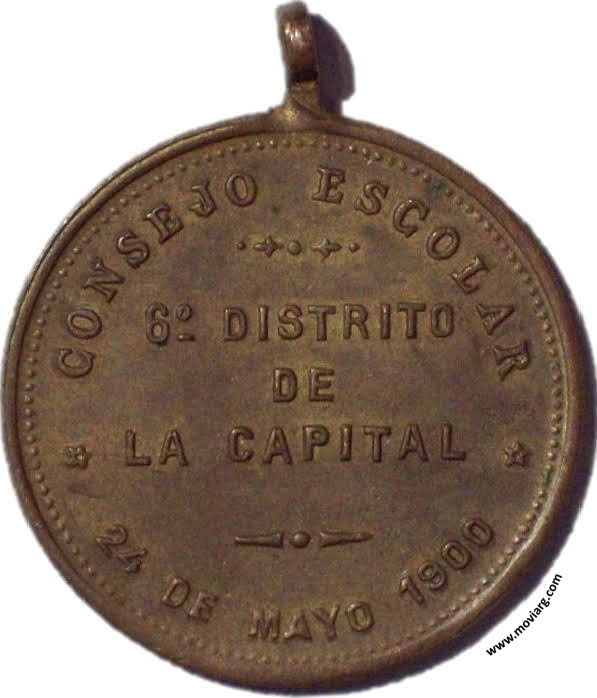 CONSEJO ESCOLAR
6º DISTRITO
DE
LA CAPITAL
24 DE MAYO 1900
www.moviarg.com